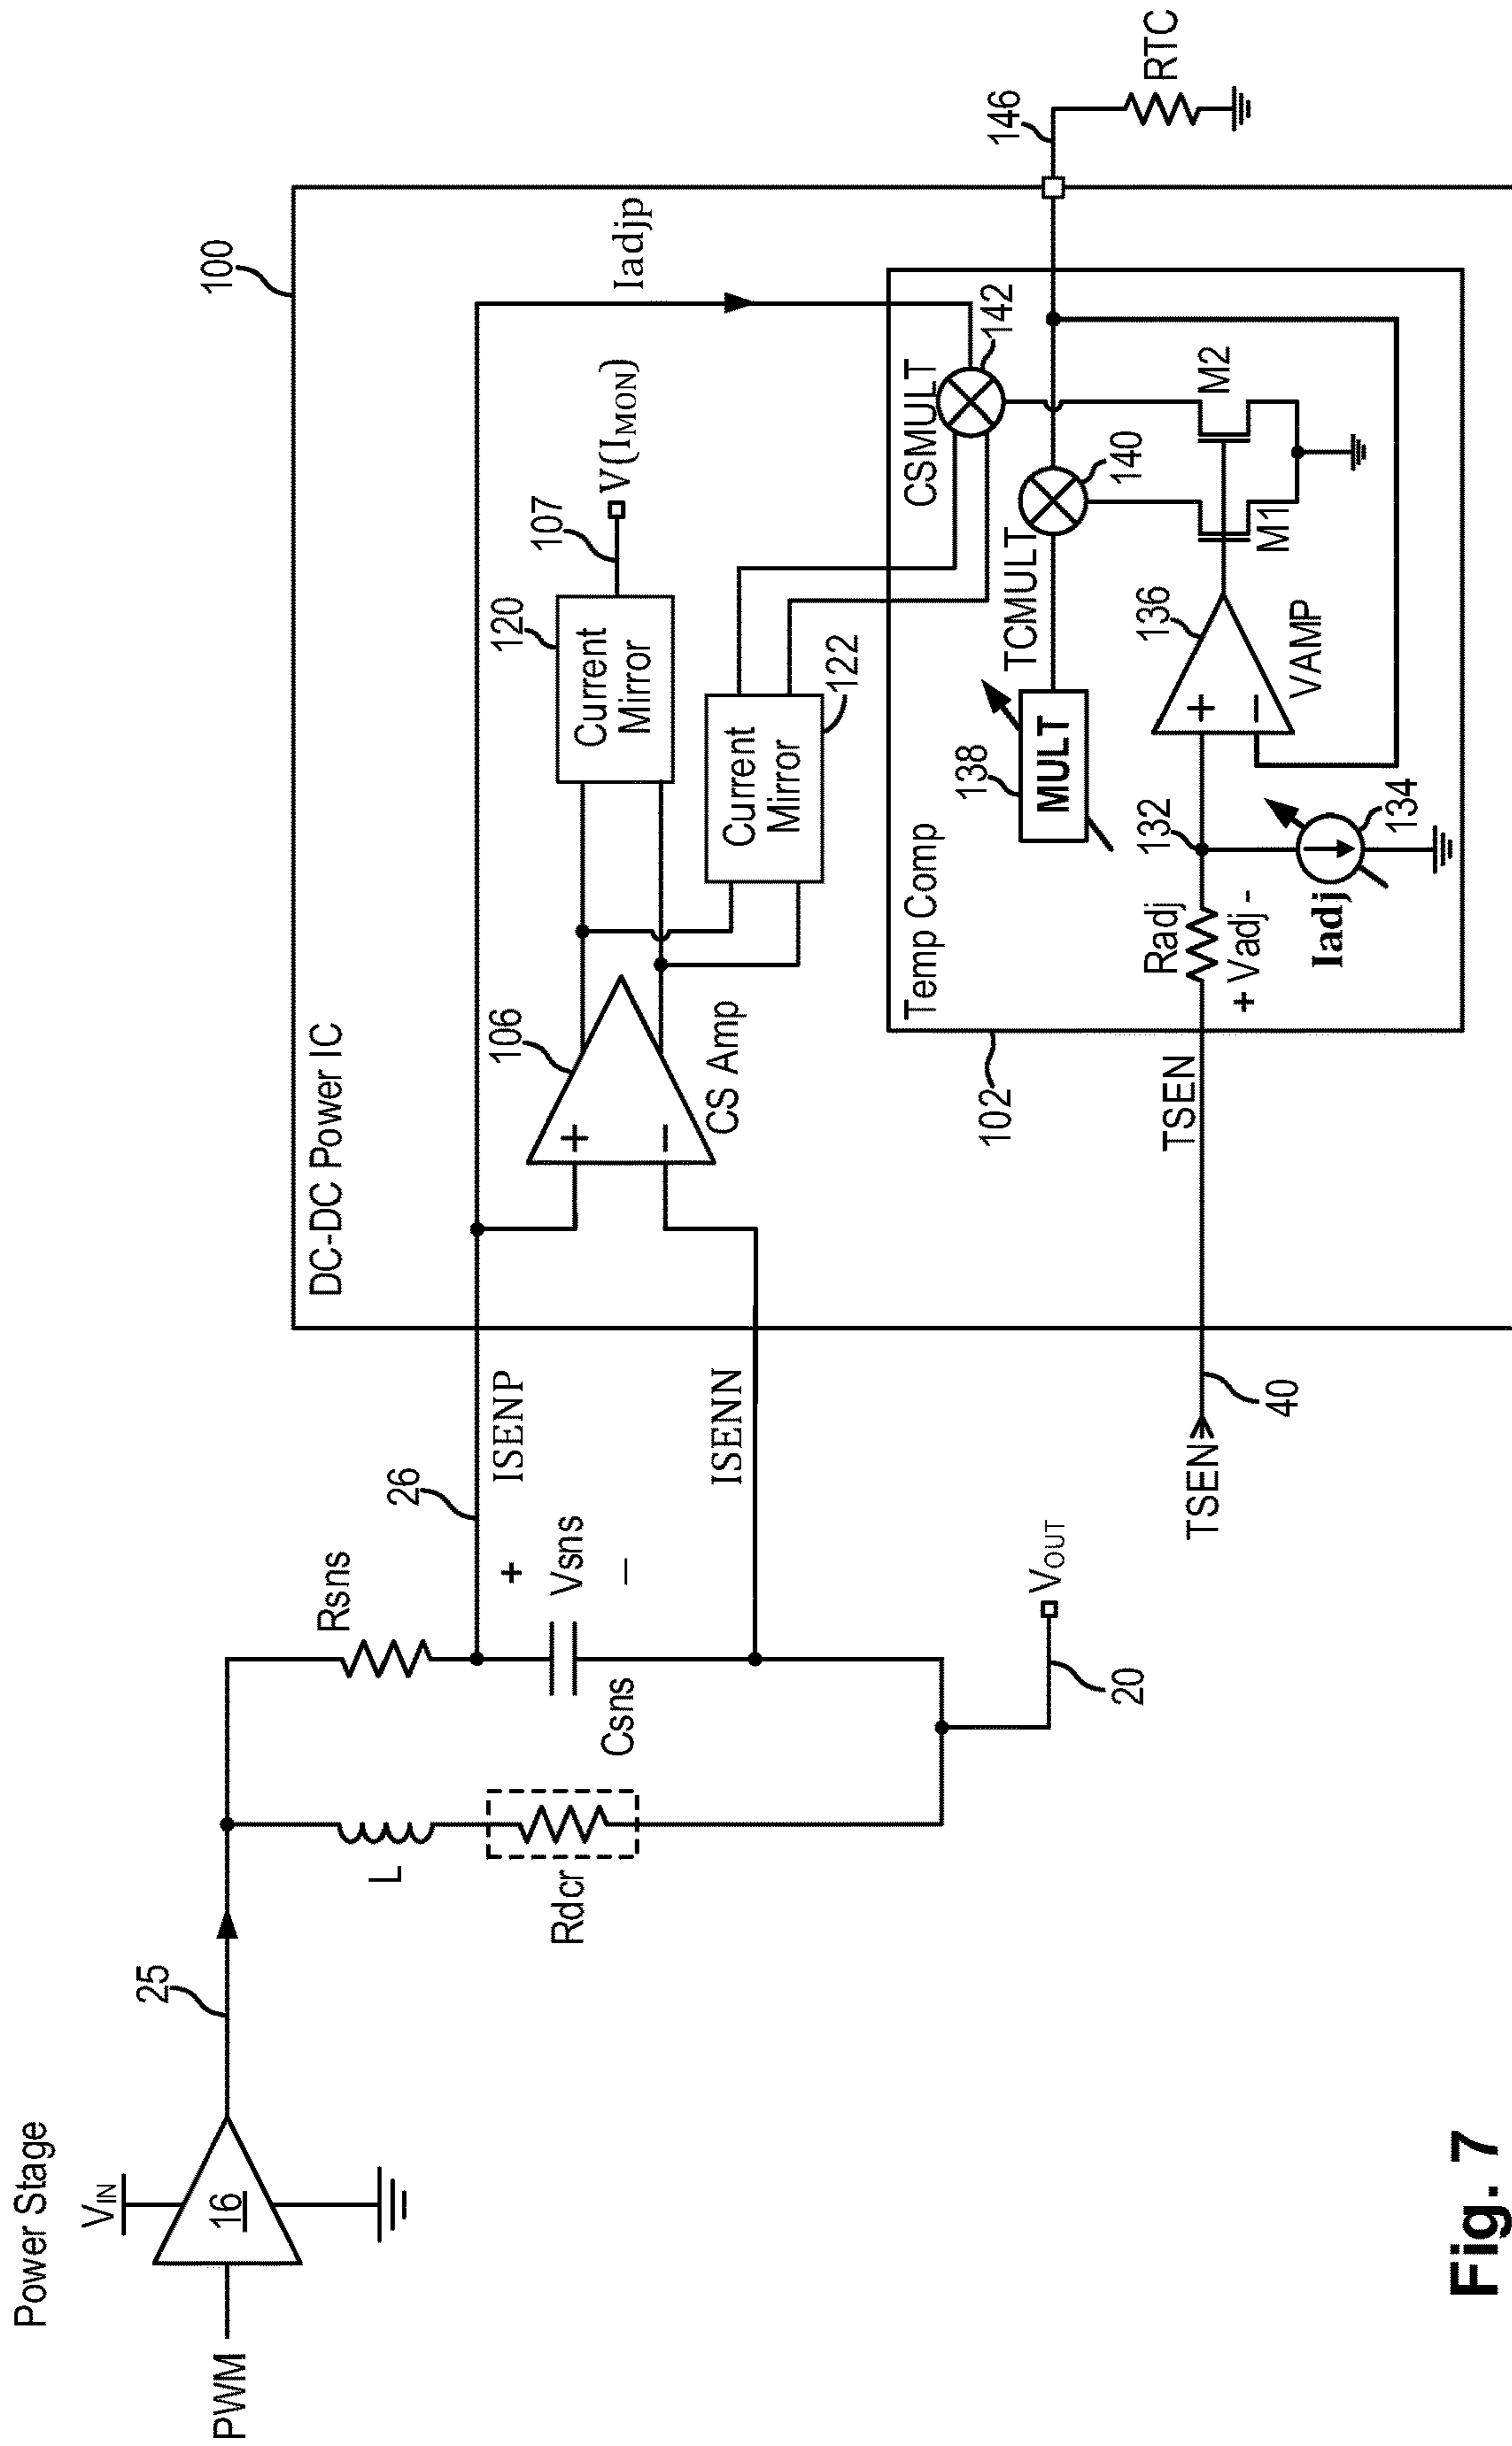 Power Stage
VIN
PWM
16
25
L
Rdcr
Rsns
Csns
+
Vsns
−
26
ISENP
ISENN
VOUT
20
TSEN
40
100
DC-DC Power IC
+
−
106
CS Amp
120
Current
Mirror
107
V(IMON)
Current
Mirror
122
Iadjp
102
Temp Comp
TSEN
Radj
+ Vadj -
132
Iadj
134
138
MULT
TCMULT
140
CSMULT
142
+
−
136
VAMP
M1
M2
146
RTC
Fig. 7